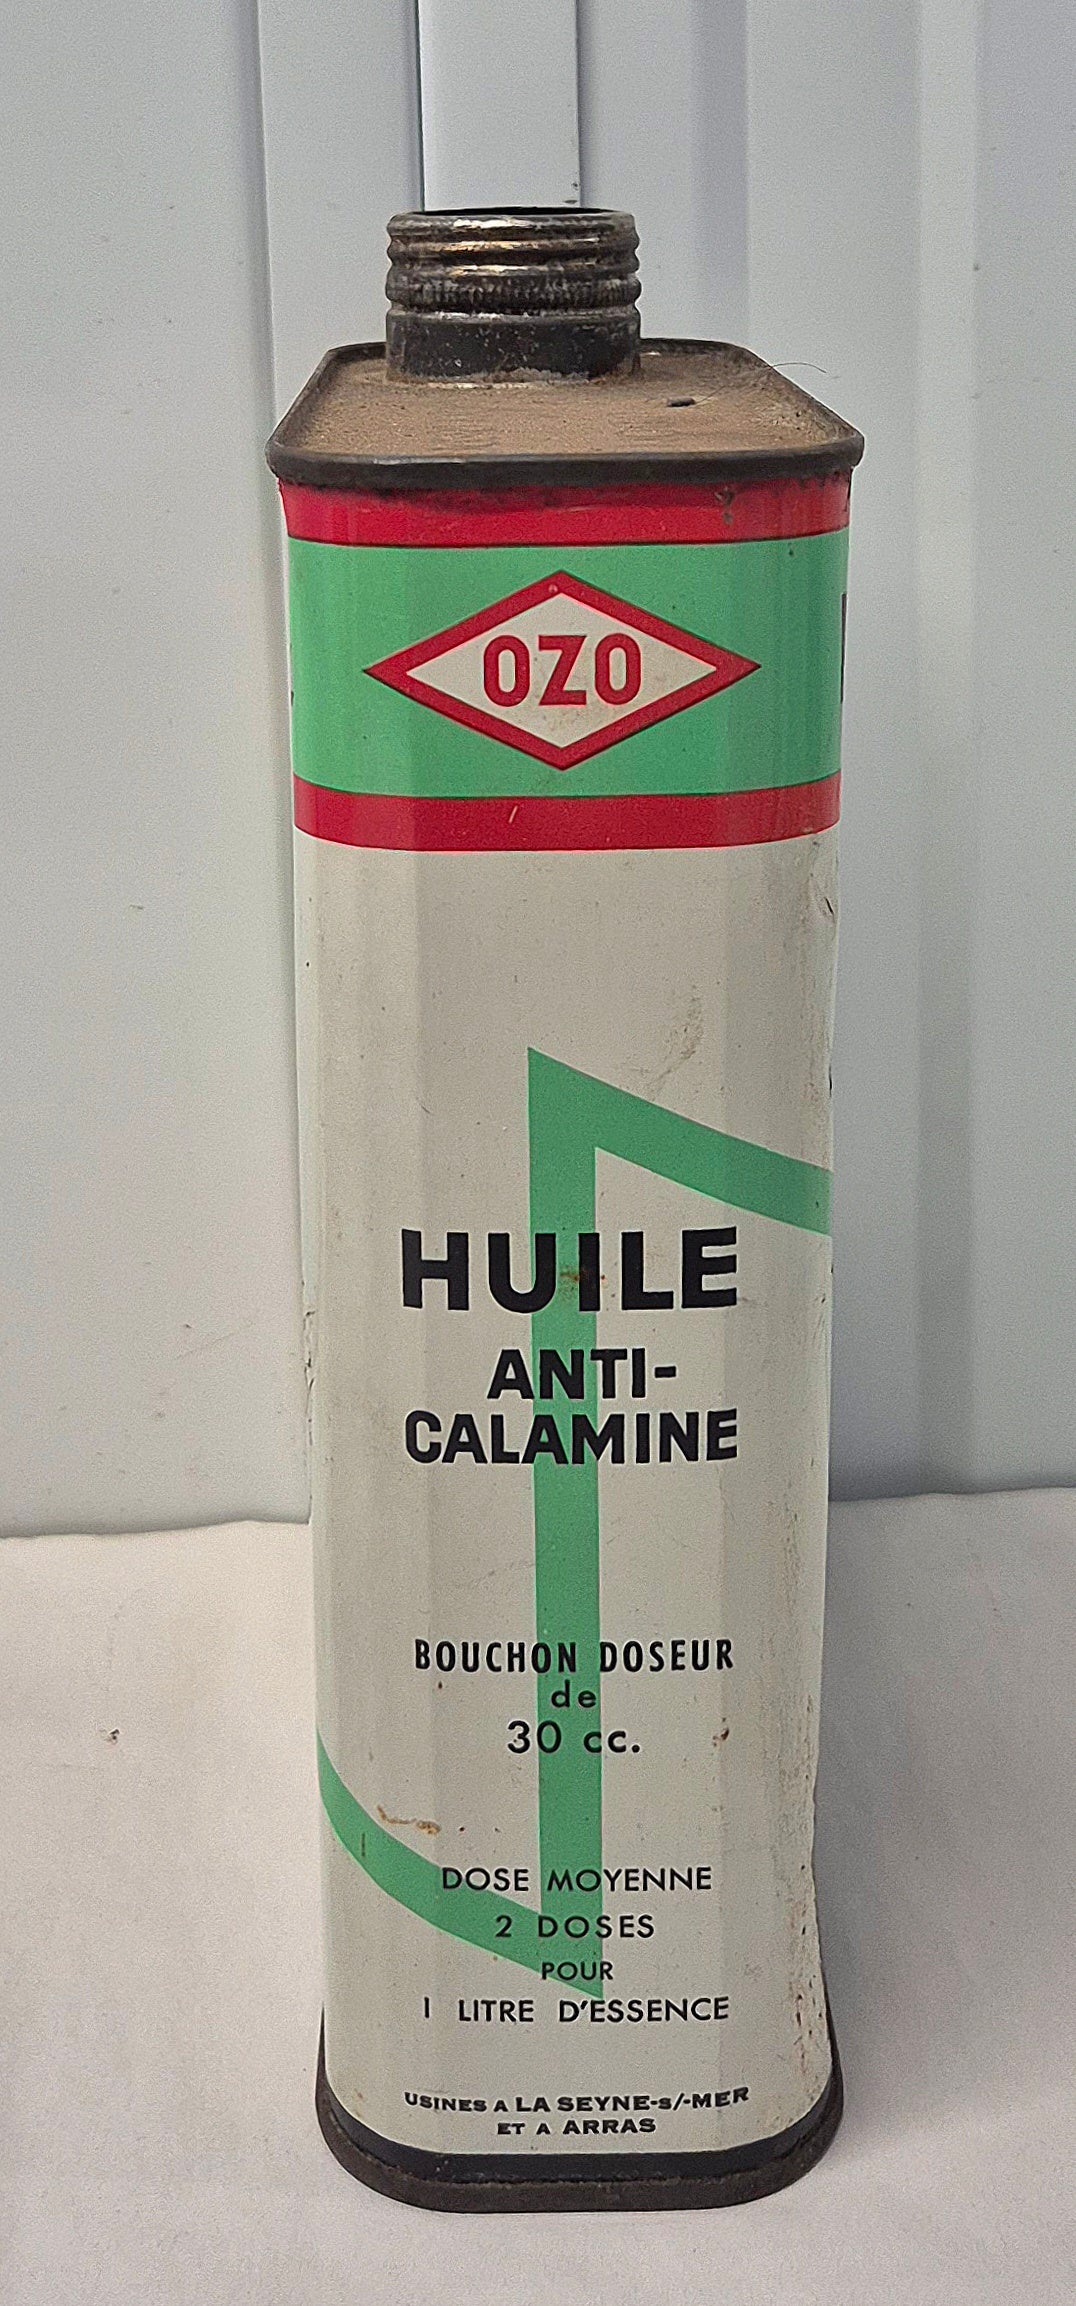 OZO
HUILE
ANTI-
CALAMINE
BOUCHON DOSEUR
de
30 cc.
DOSE MOYENNE
2 DOSES
POUR
1 LITRE D'ESSENCE
USINES A LA SEYNE-s/-MER
ET A ARRAS